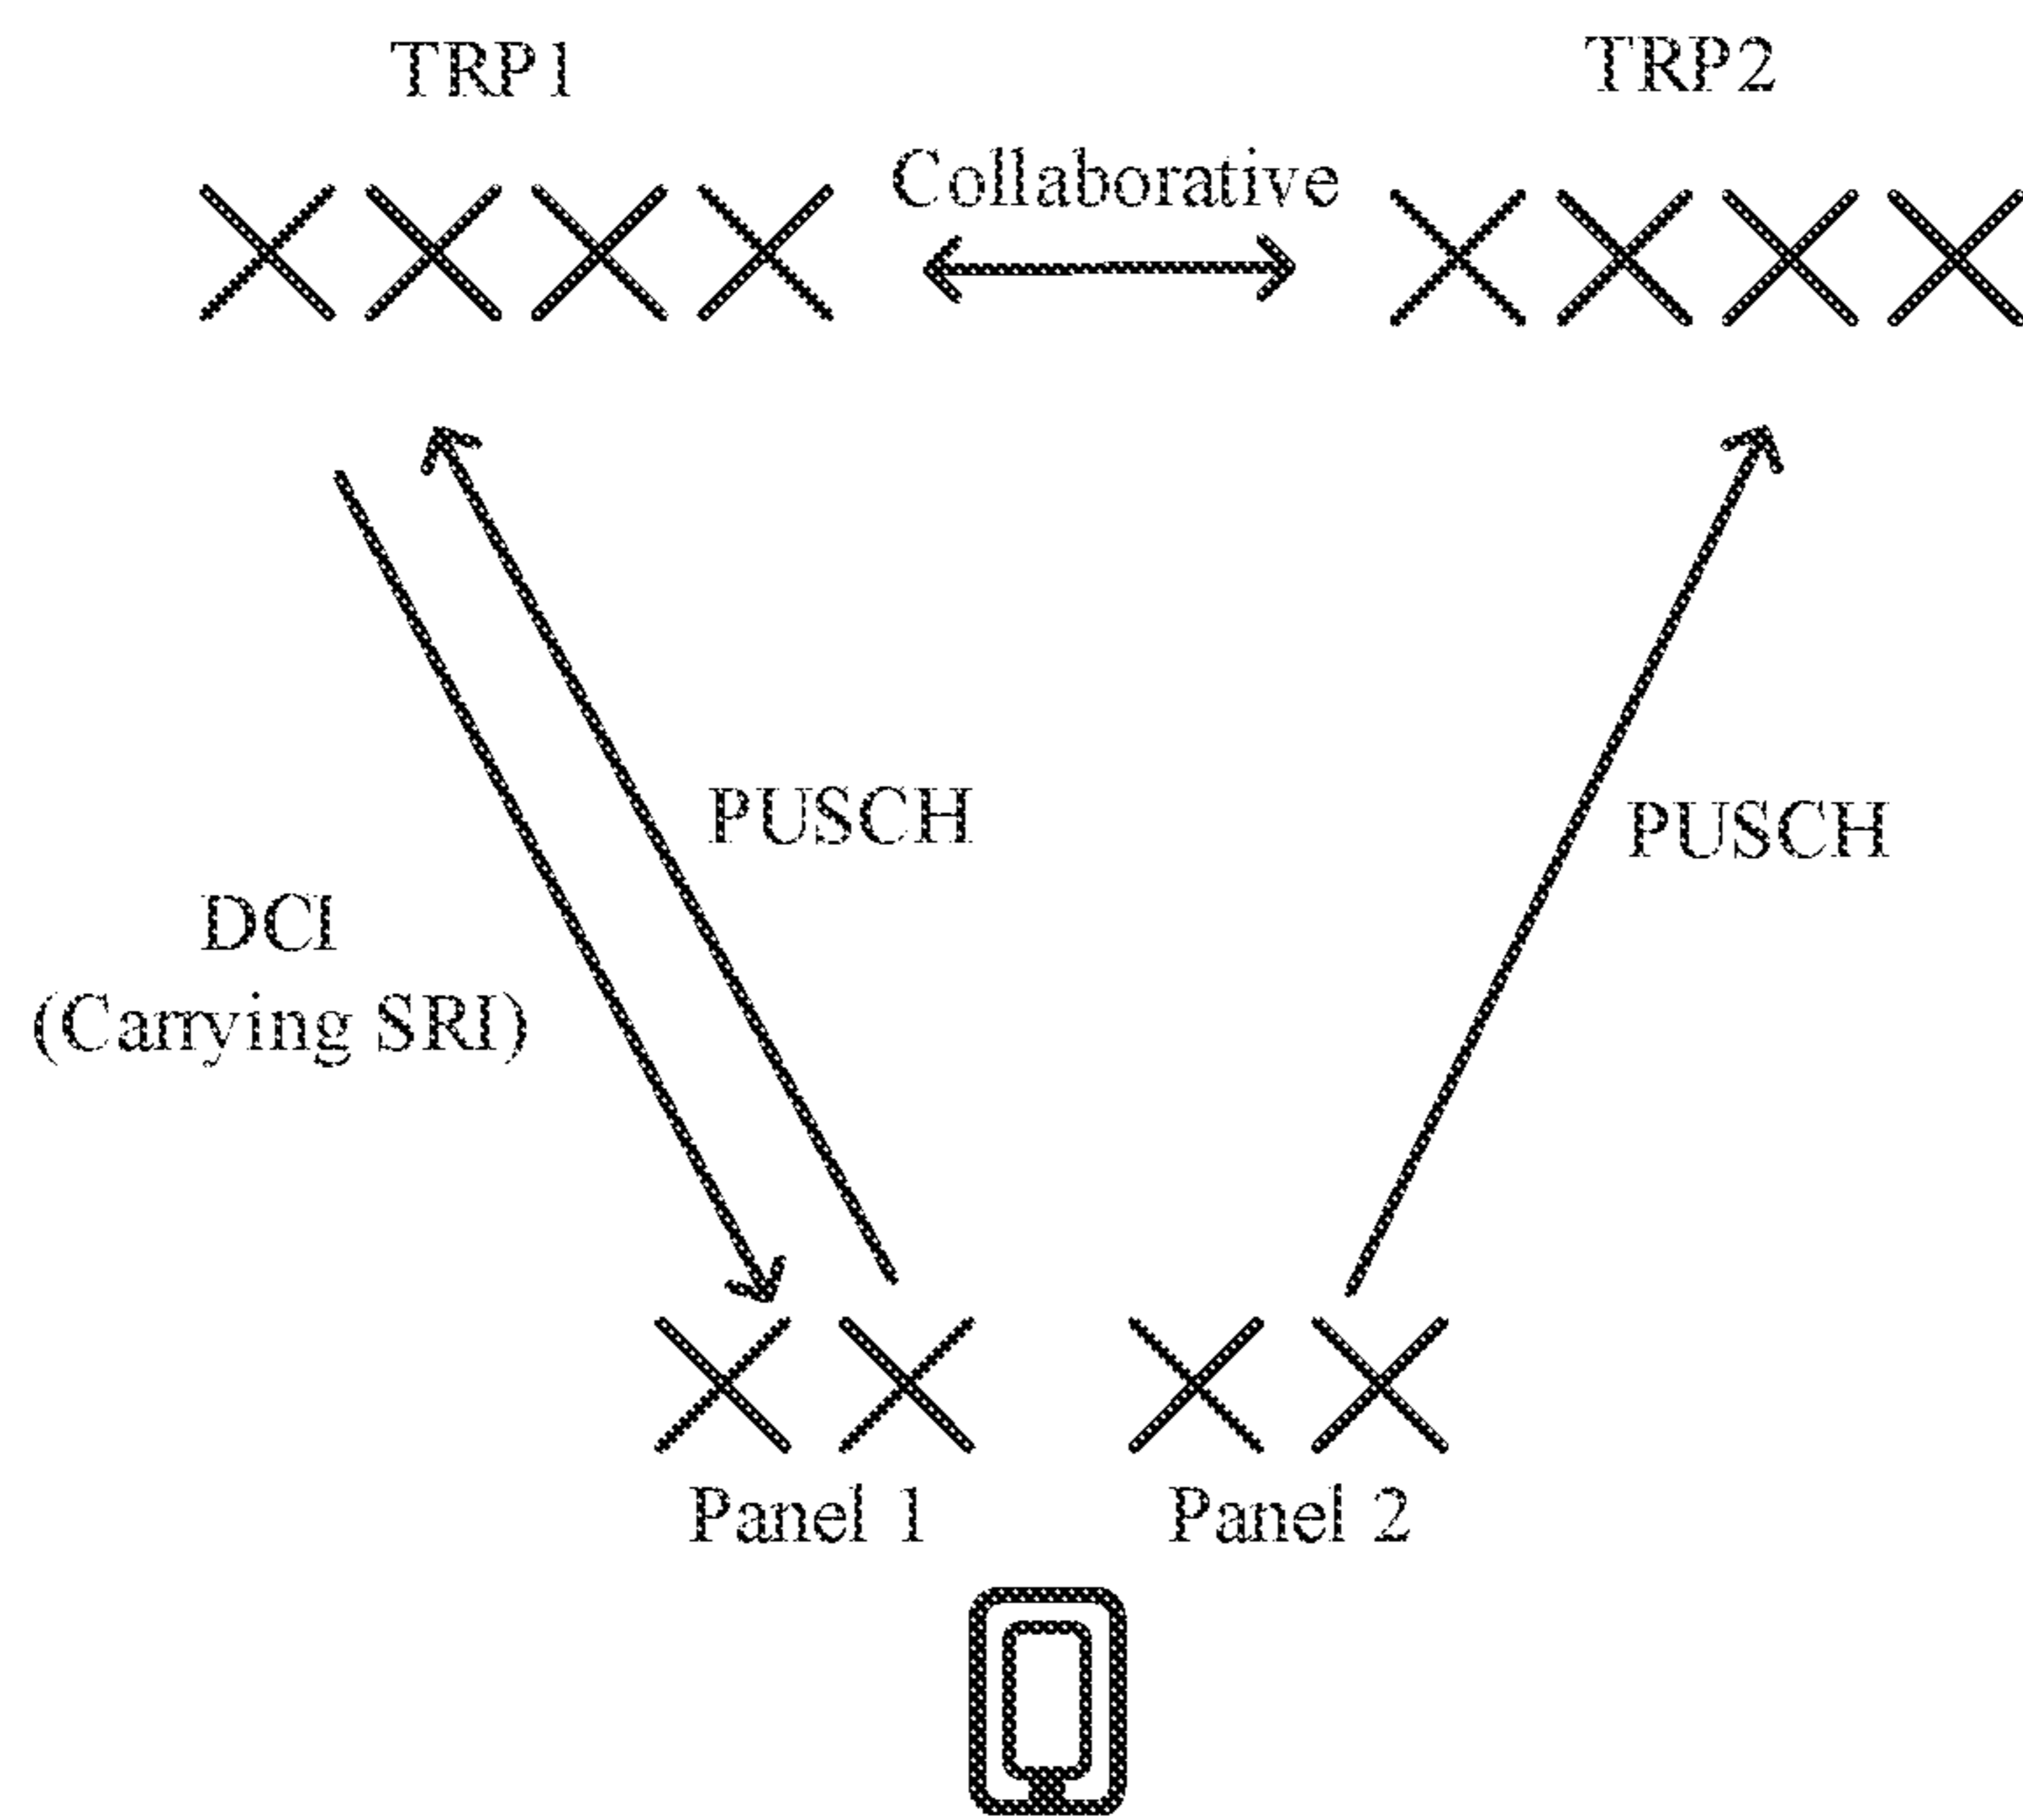 TRP1
TRP2
Collaborative
PUSCH
PUSCH
DCI
(Carrying SRI)
Panel 1
Panel 2